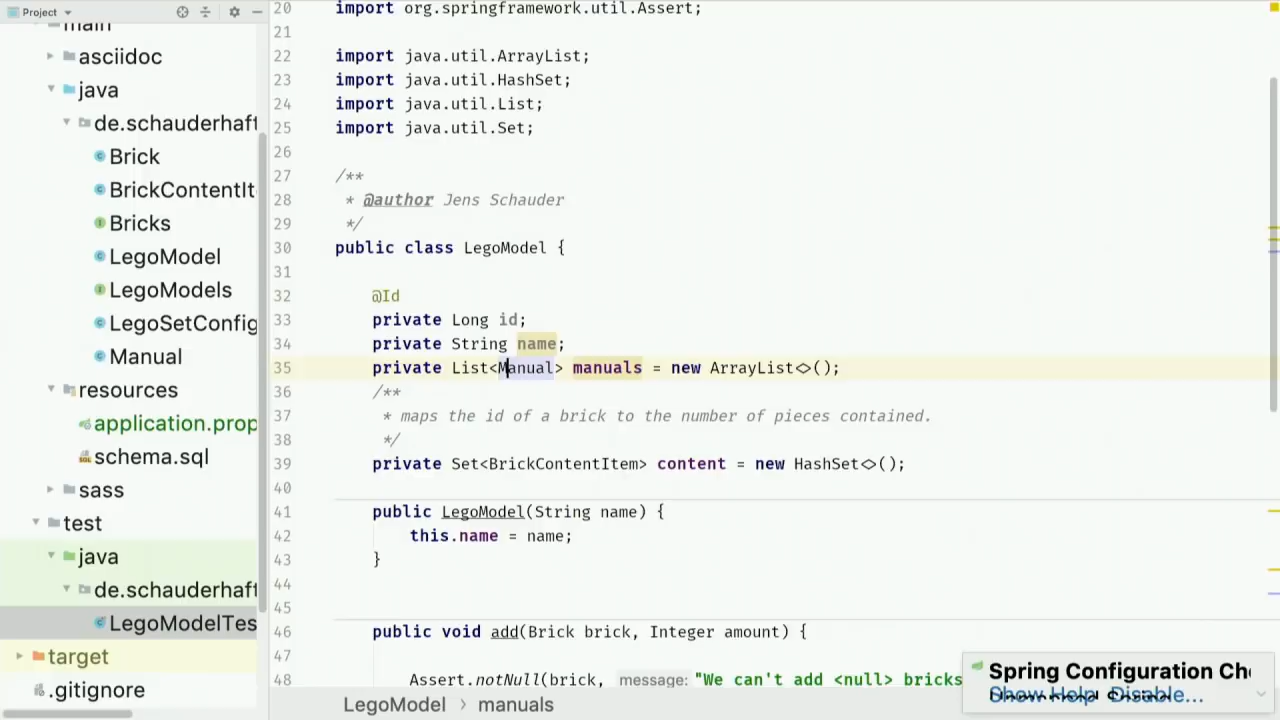 Project
main
asciidoc
java
de.schauderhaft
Brick
BrickContentIt
Bricks
LegoModel
LegoModels
LegoSetConfig
Manual
resources
application.prop
schema.sql
sass
test
java
de.schauderhaft
LegoModelTes
target
.gitignore
20 import org.springframework.util.Assert;
21
22 import java.util.ArrayList;
23 import java.util.HashSet;
24 import java.util.List;
25 import java.util.Set;
26
27 /**
28 * @author Jens Schauder
29 */
30 public class LegoModel {
31
32 @Id
33 private Long id;
34 private String name;
35 private List<Manual> manuals = new ArrayList<>();
36 /**
37 * maps the id of a brick to the number of pieces contained.
38 */
39 private Set<BrickContentItem> content = new HashSet<>();
40
41 public LegoModel(String name) {
42 this.name = name;
43 }
44
45
46 public void add(Brick brick, Integer amount) {
47
48 Assert.notNull(brick, message: "We can't add <null> bricks
LegoModel › manuals
Spring Configuration Che
Show Help Disable...